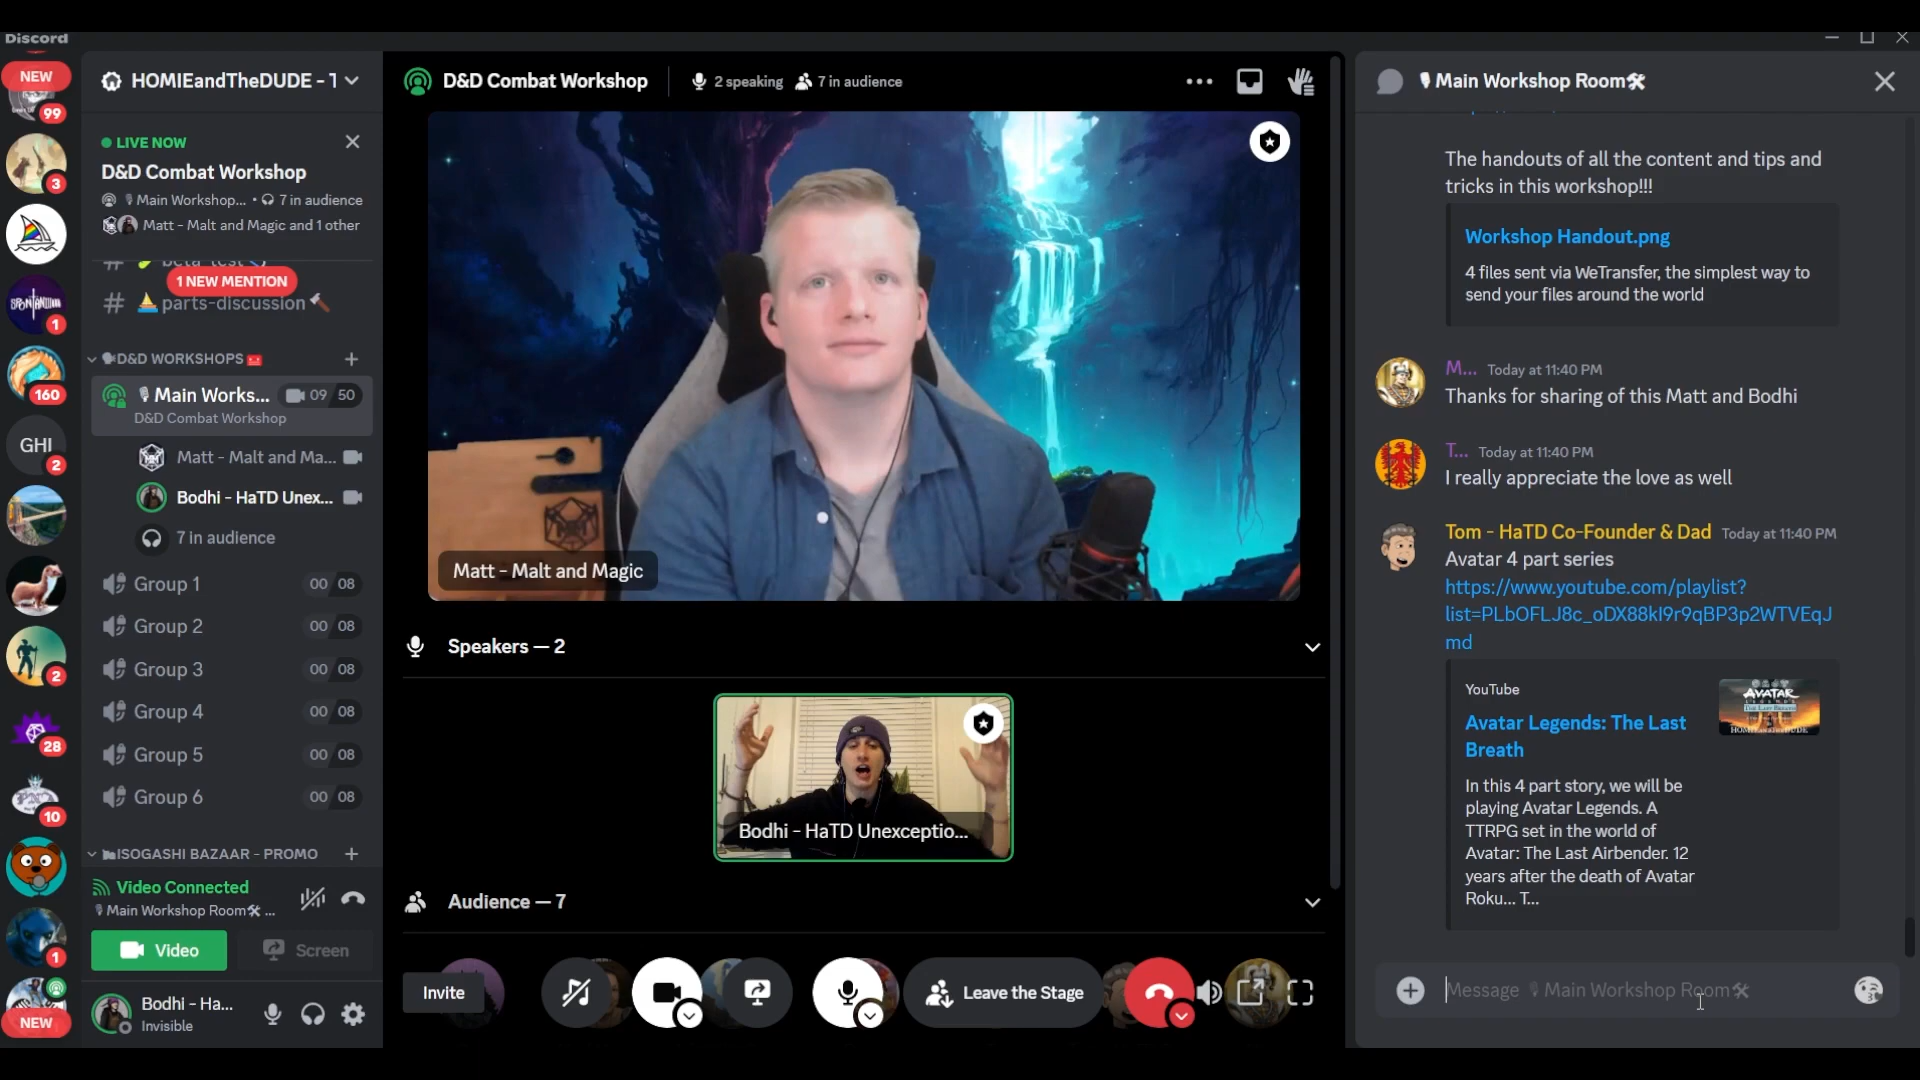 Discord
NEW
99
3
SPONTANIUM
1
160
GHI
2
2
28
10
1
NEW
HOMIEandTheDUDE - T
LIVE NOW
D&D Combat Workshop
Main Workshop... • 7 in audience
Matt - Malt and Magic and 1 other
beta-test
1 NEW MENTION
parts-discussion
D&D WORKSHOPS
Main Works... 09 50
D&D Combat Workshop
Matt - Malt and Ma...
Bodhi - HaTD Unex...
7 in audience
Group 1 00 08
Group 2 00 08
Group 3 00 08
Group 4 00 08
Group 5 00 08
Group 6 00 08
ISOGASHI BAZAAR - PROMO
Video Connected
Main Workshop Room ...
Video Screen
Bodhi - Ha...
Invisible
D&D Combat Workshop 2 speaking 7 in audience
Matt - Malt and Magic
Speakers — 2
Bodhi - HaTD Unexceptio...
Audience — 7
Invite
Leave the Stage
Main Workshop Room
The handouts of all the content and tips and
tricks in this workshop!!!
Workshop Handout.png
4 files sent via WeTransfer, the simplest way to
send your files around the world
M... Today at 11:40 PM
Thanks for sharing of this Matt and Bodhi
T... Today at 11:40 PM
I really appreciate the love as well
Tom - HaTD Co-Founder & Dad Today at 11:40 PM
Avatar 4 part series
https://www.youtube.com/playlist?
list=PLbOFLJ8c_oDX88kI9r9qBP3p2WTVEqJ
md
YouTube
Avatar Legends: The Last
Breath
AVATAR
LEGENDS
The Last Breath
HOMIEandtheDUDE
In this 4 part story, we will be
playing Avatar Legends. A
TTRPG set in the world of
Avatar: The Last Airbender. 12
years after the death of Avatar
Roku... T...
Message Main Workshop Room